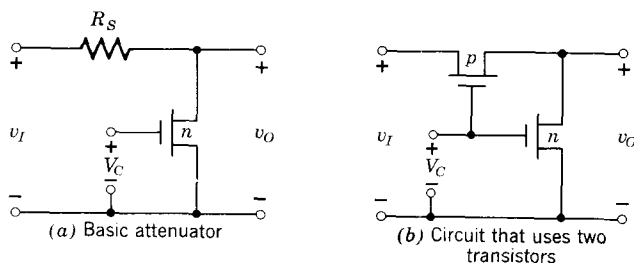 R_S
p
+ + + +
n n
v_I v_O v_I v_O
+ +
V_C V_C
− − − − − −
(a) Basic attenuator
(b) Circuit that uses two
transistors